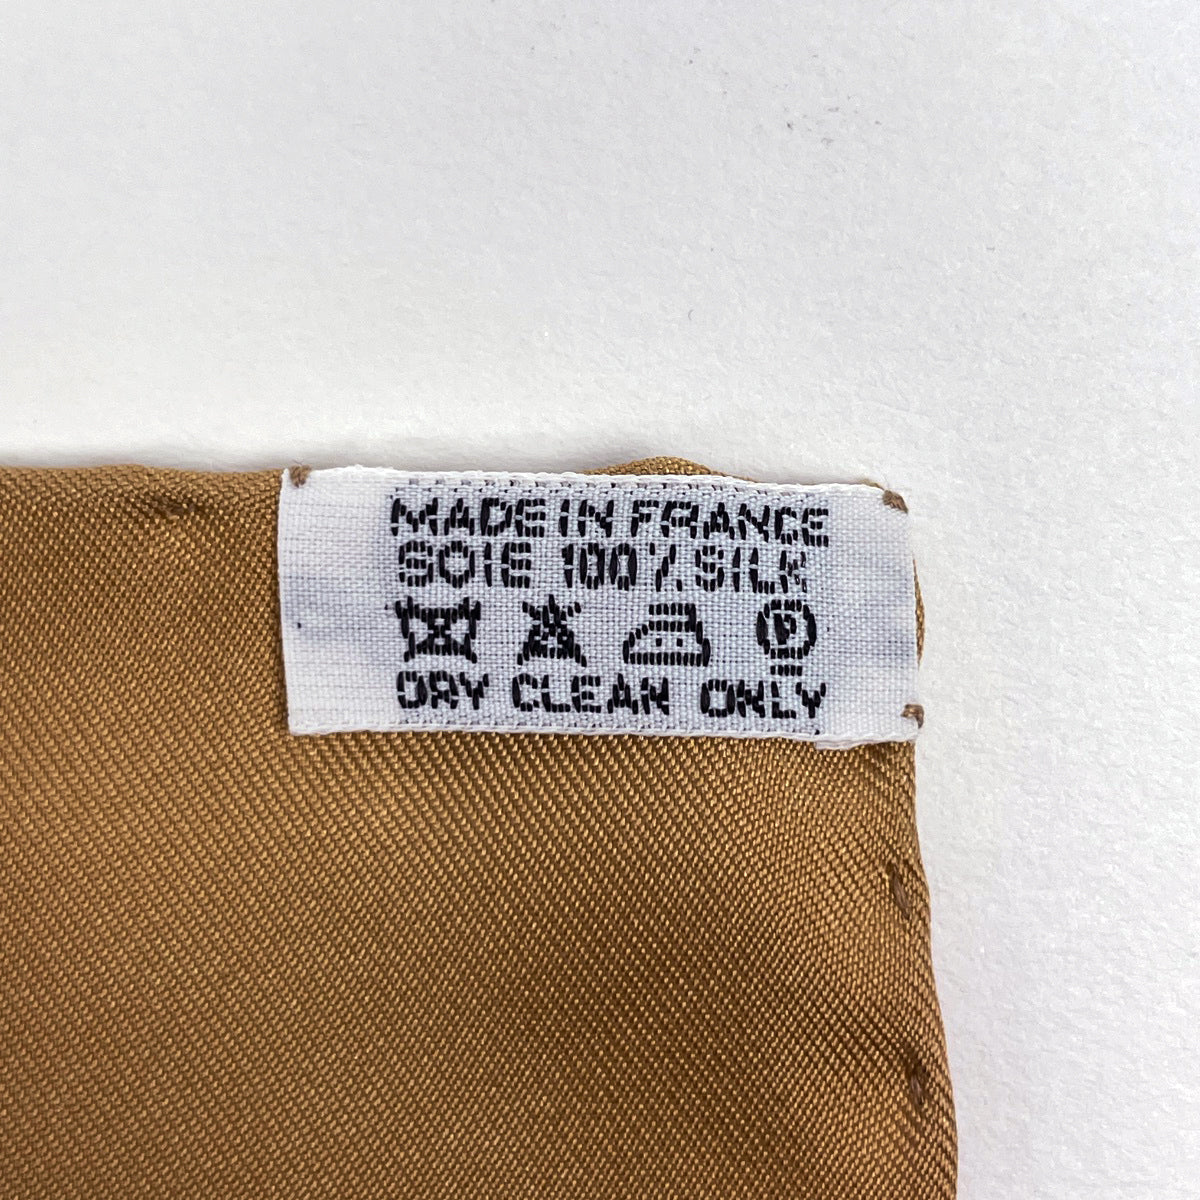 MADE IN FRANCE
SOIE 100% SILK
P
DRY CLEAN ONLY